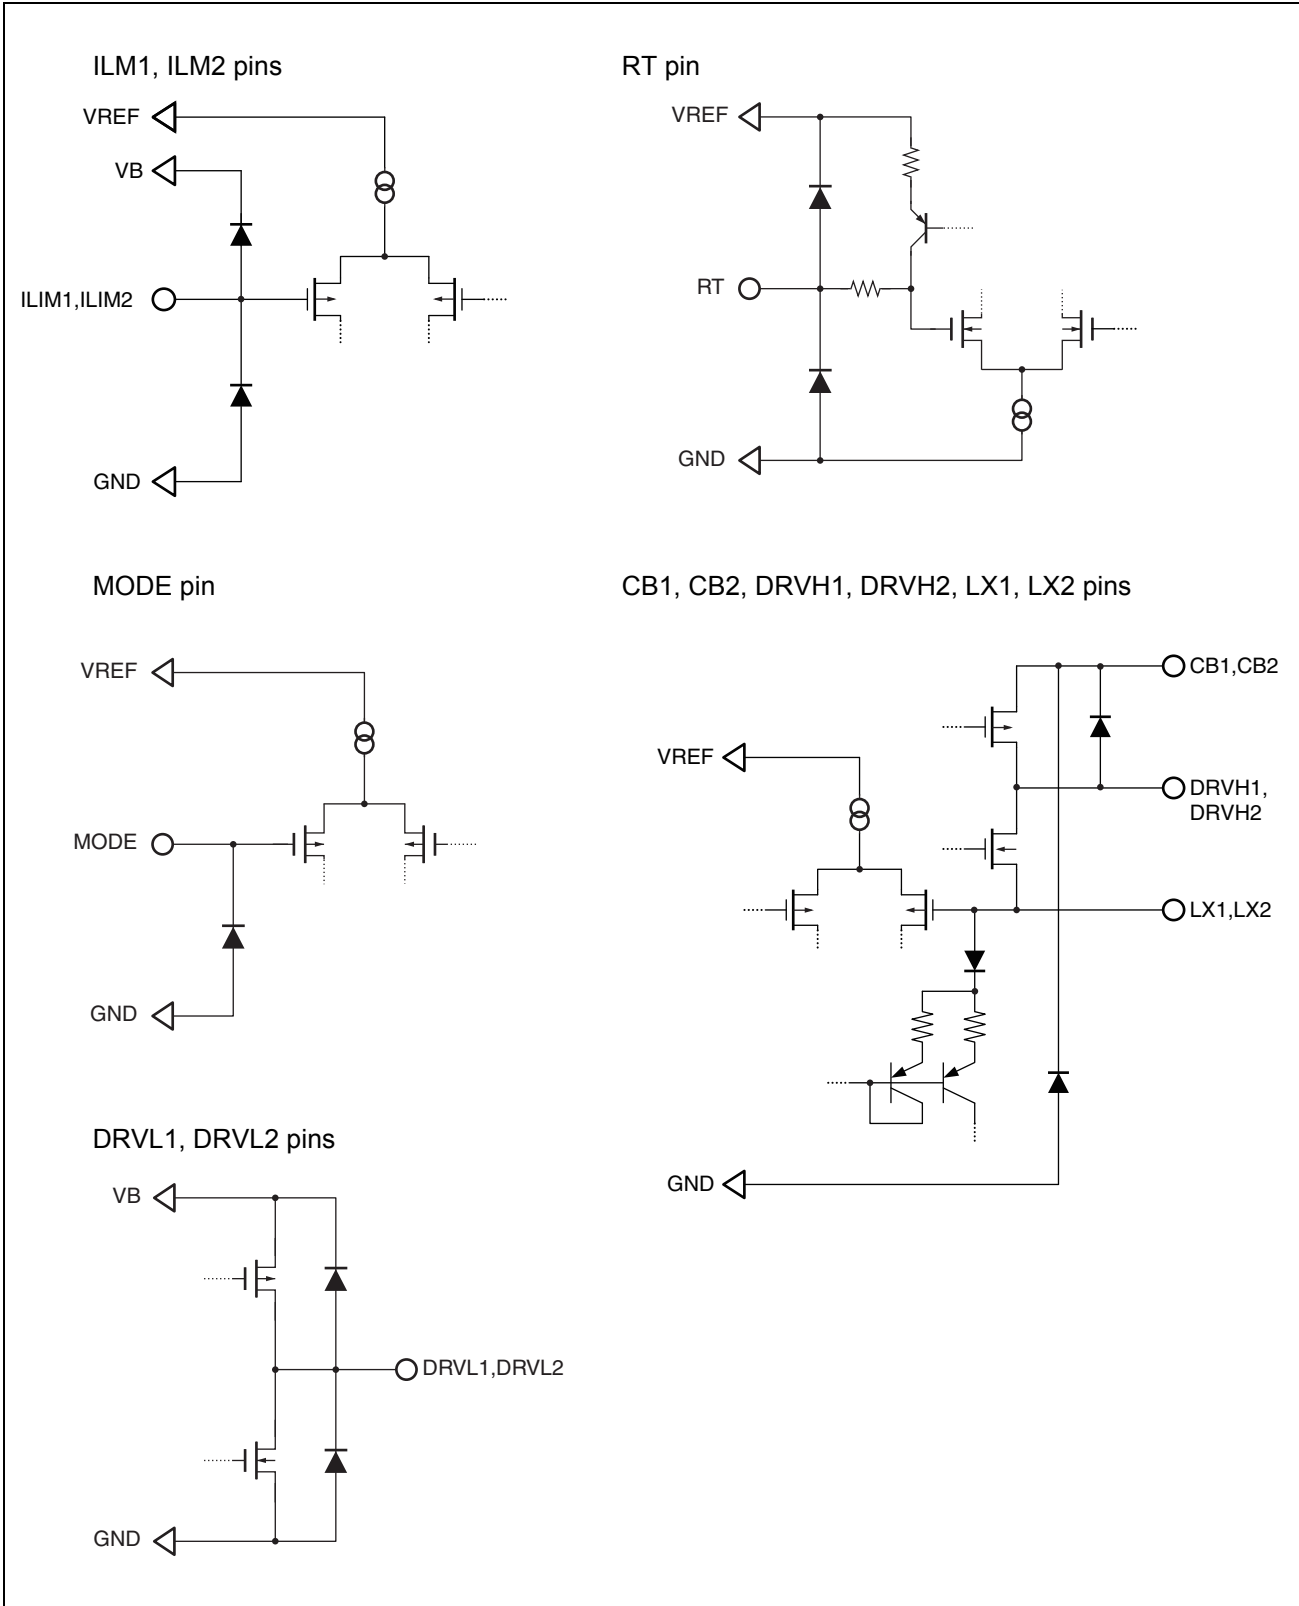 ILM1, ILM2 pins
VREF
VB
ILIM1,ILIM2
GND
RT pin
VREF
RT
GND
MODE pin
VREF
MODE
GND
CB1, CB2, DRVH1, DRVH2, LX1, LX2 pins
CB1,CB2
VREF
DRVH1,
DRVH2
LX1,LX2
GND
DRVL1, DRVL2 pins
VB
DRVL1,DRVL2
GND